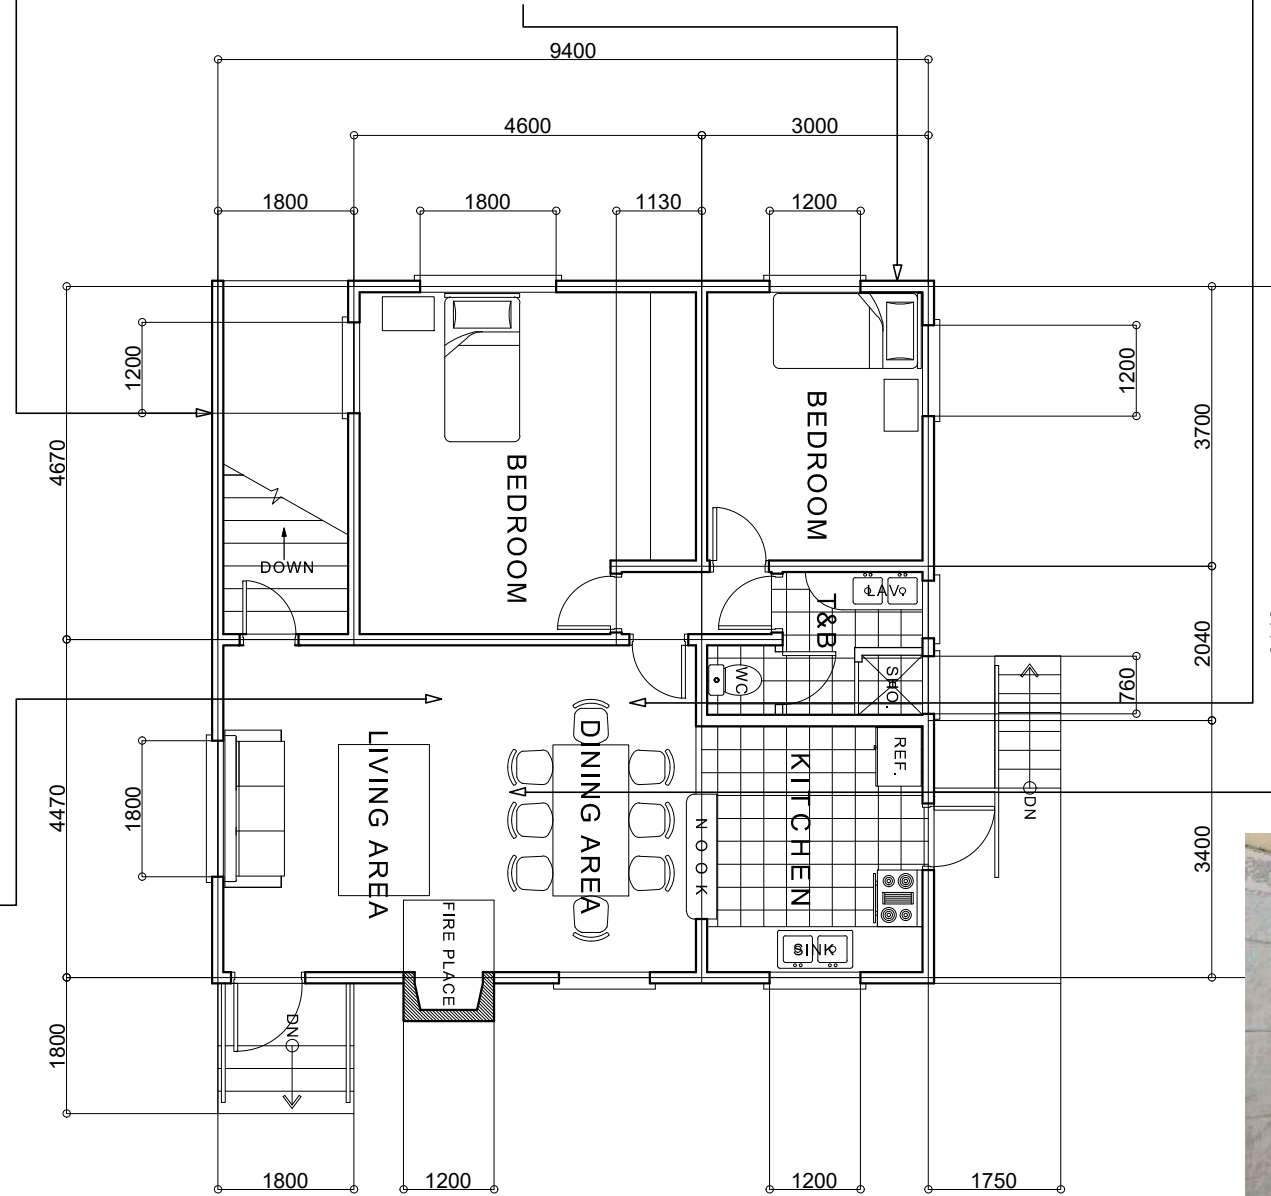 9400
4600
3000
1800
1800
1130
1200
1200
1200
4670
3700
BEDROOM
BEDROOM
DOWN
LAV.
T&B
2040
WC
SHO.
760
LIVING AREA
DINING AREA
KITCHEN
REF.
1800
4470
DN
NOOK
3400
FIRE PLACE
SINK
DN
1800
1800
1200
1200
1750